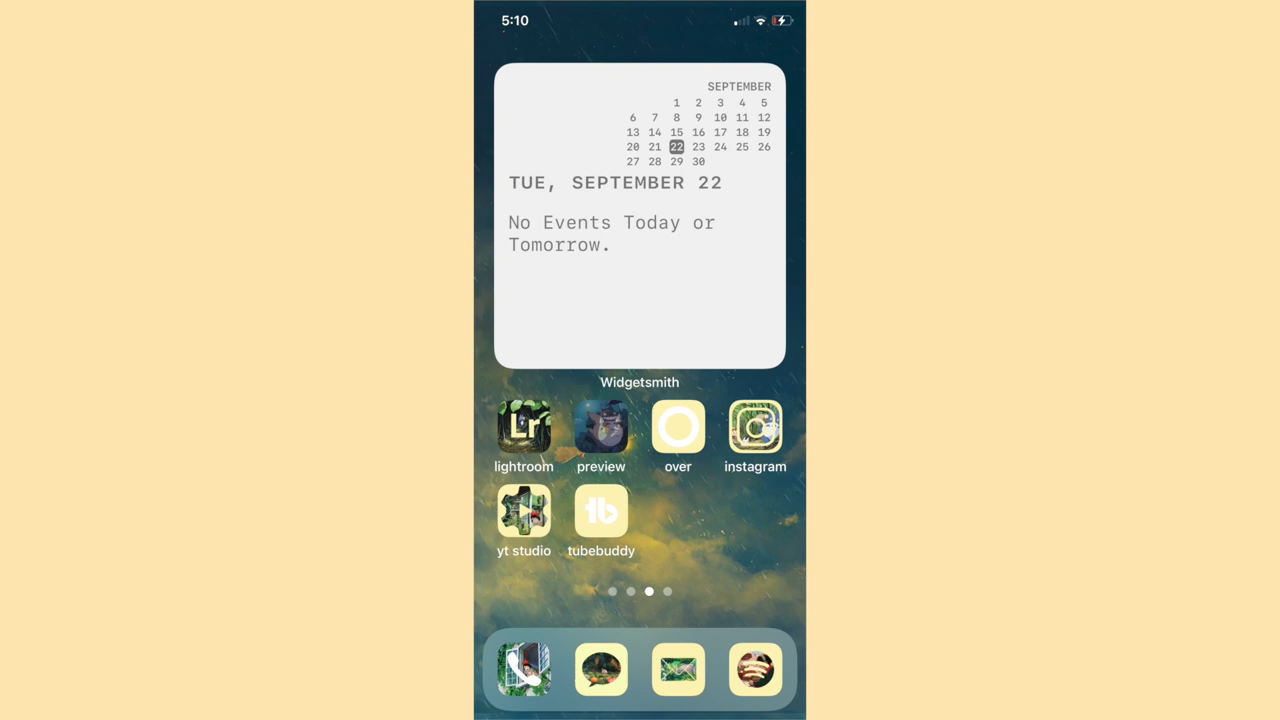 5:10
SEPTEMBER
1 2 3 4 5
6 7 8 9 10 11 12
13 14 15 16 17 18 19
20 21 22 23 24 25 26
27 28 29 30
TUE, SEPTEMBER 22
No Events Today or
Tomorrow.
Widgetsmith
Lr
lightroom preview over instagram
tb
yt studio tubebuddy